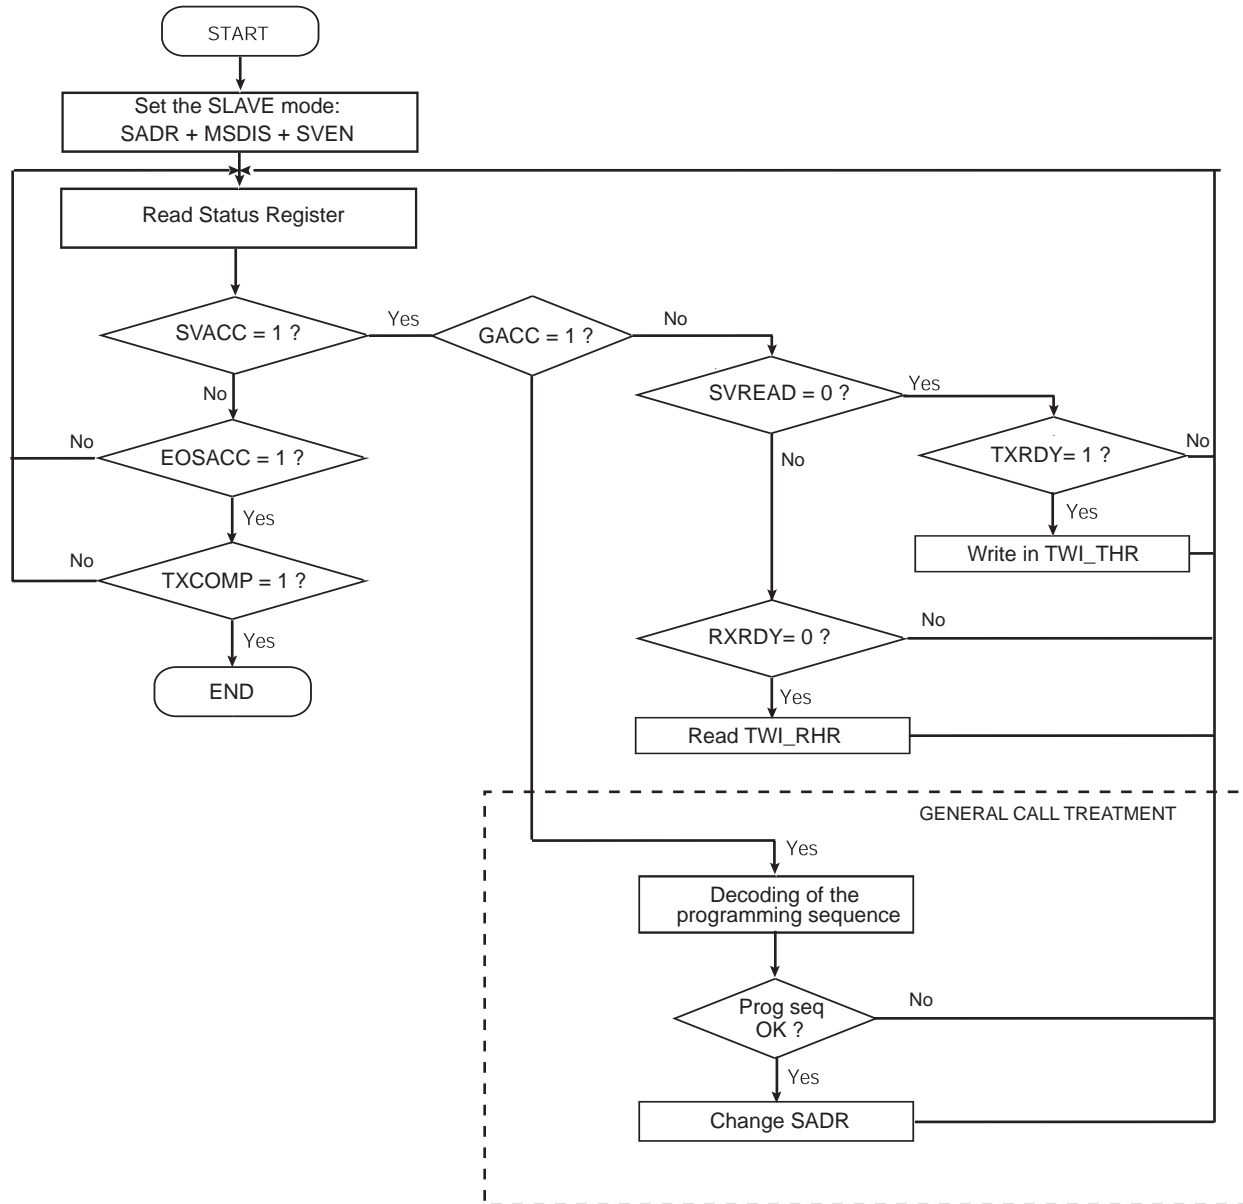 START
Set the SLAVE mode:
SADR + MSDIS + SVEN
Read Status Register
SVACC = 1 ?
Yes
GACC = 1 ?
No
SVREAD = 0 ?
Yes
No
No
EOSACC = 1 ?
TXRDY= 1 ?
No
No
Yes
Yes
Write in TWI_THR
No
TXCOMP = 1 ?
RXRDY= 0 ?
No
Yes
END
Yes
Read TWI_RHR
GENERAL CALL TREATMENT
Yes
Decoding of the
programming sequence
Prog seq
OK ?
No
Yes
Change SADR